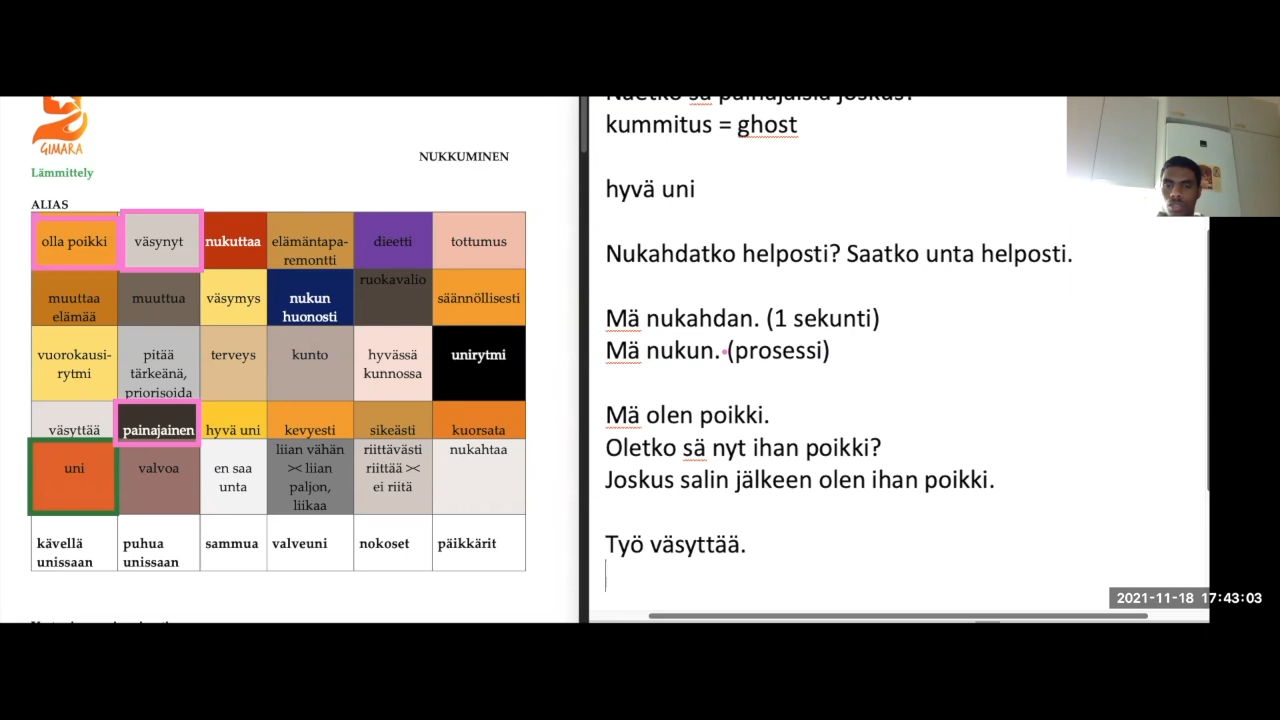 GIMARA
NUKKUMINEN
Lämmittely
ALIAS
olla poikki
väsynyt
nukuttaa
elämäntapa-
remontti
dieetti
tottumus
muuttaa
elämää
muuttua
väsymys
nukun
huonosti
ruokavalio
säännöllisesti
vuorokausi-
rytmi
pitää
tärkeänä,
priorisoida
terveys
kunto
hyvässä
kunnossa
unirytmi
väsyttää
painajainen
hyvä uni
kevyesti
sikeästi
kuorsata
uni
valvoa
en saa
unta
liian vähän
>< liian
paljon,
liikaa
riittävästi
riittää ><
ei riitä
nukahtaa
kävellä
unissaan
puhua
unissaan
sammua
valveuni
nokoset
päikkärit
Näetkö sä painajaisia joskus?
kummitus = ghost
hyvä uni
Nukahdatko helposti? Saatko unta helposti.
Mä nukahdan. (1 sekunti)
Mä nukun. (prosessi)
Mä olen poikki.
Oletko sä nyt ihan poikki?
Joskus salin jälkeen olen ihan poikki.
Työ väsyttää.
2021-11-18 17:43:03